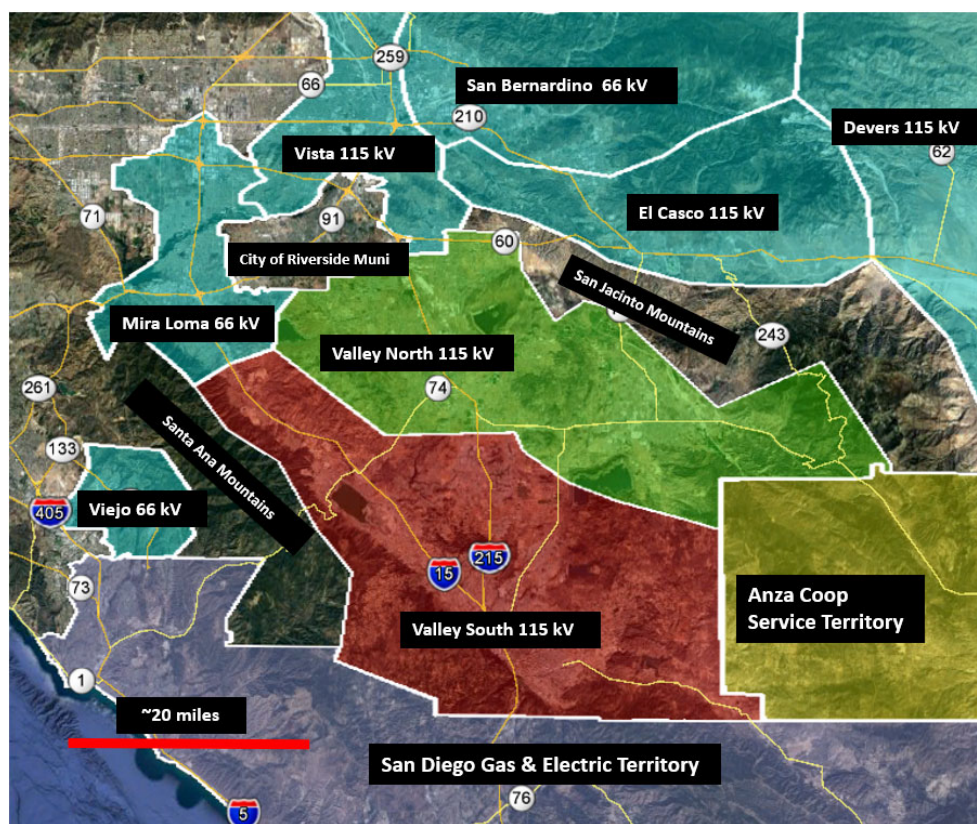 259
66
San Bernardino 66 kV
210
Devers 115 kV
62
Vista 115 kV
71
91
El Casco 115 kV
60
City of Riverside Muni
San Jacinto Mountains
Mira Loma 66 kV
243
Valley North 115 kV
74
261
Santa Ana Mountains
133
405
Viejo 66 kV
215
15
73
Anza Coop
Service Territory
Valley South 115 kV
1
~20 miles
San Diego Gas & Electric Territory
76
5